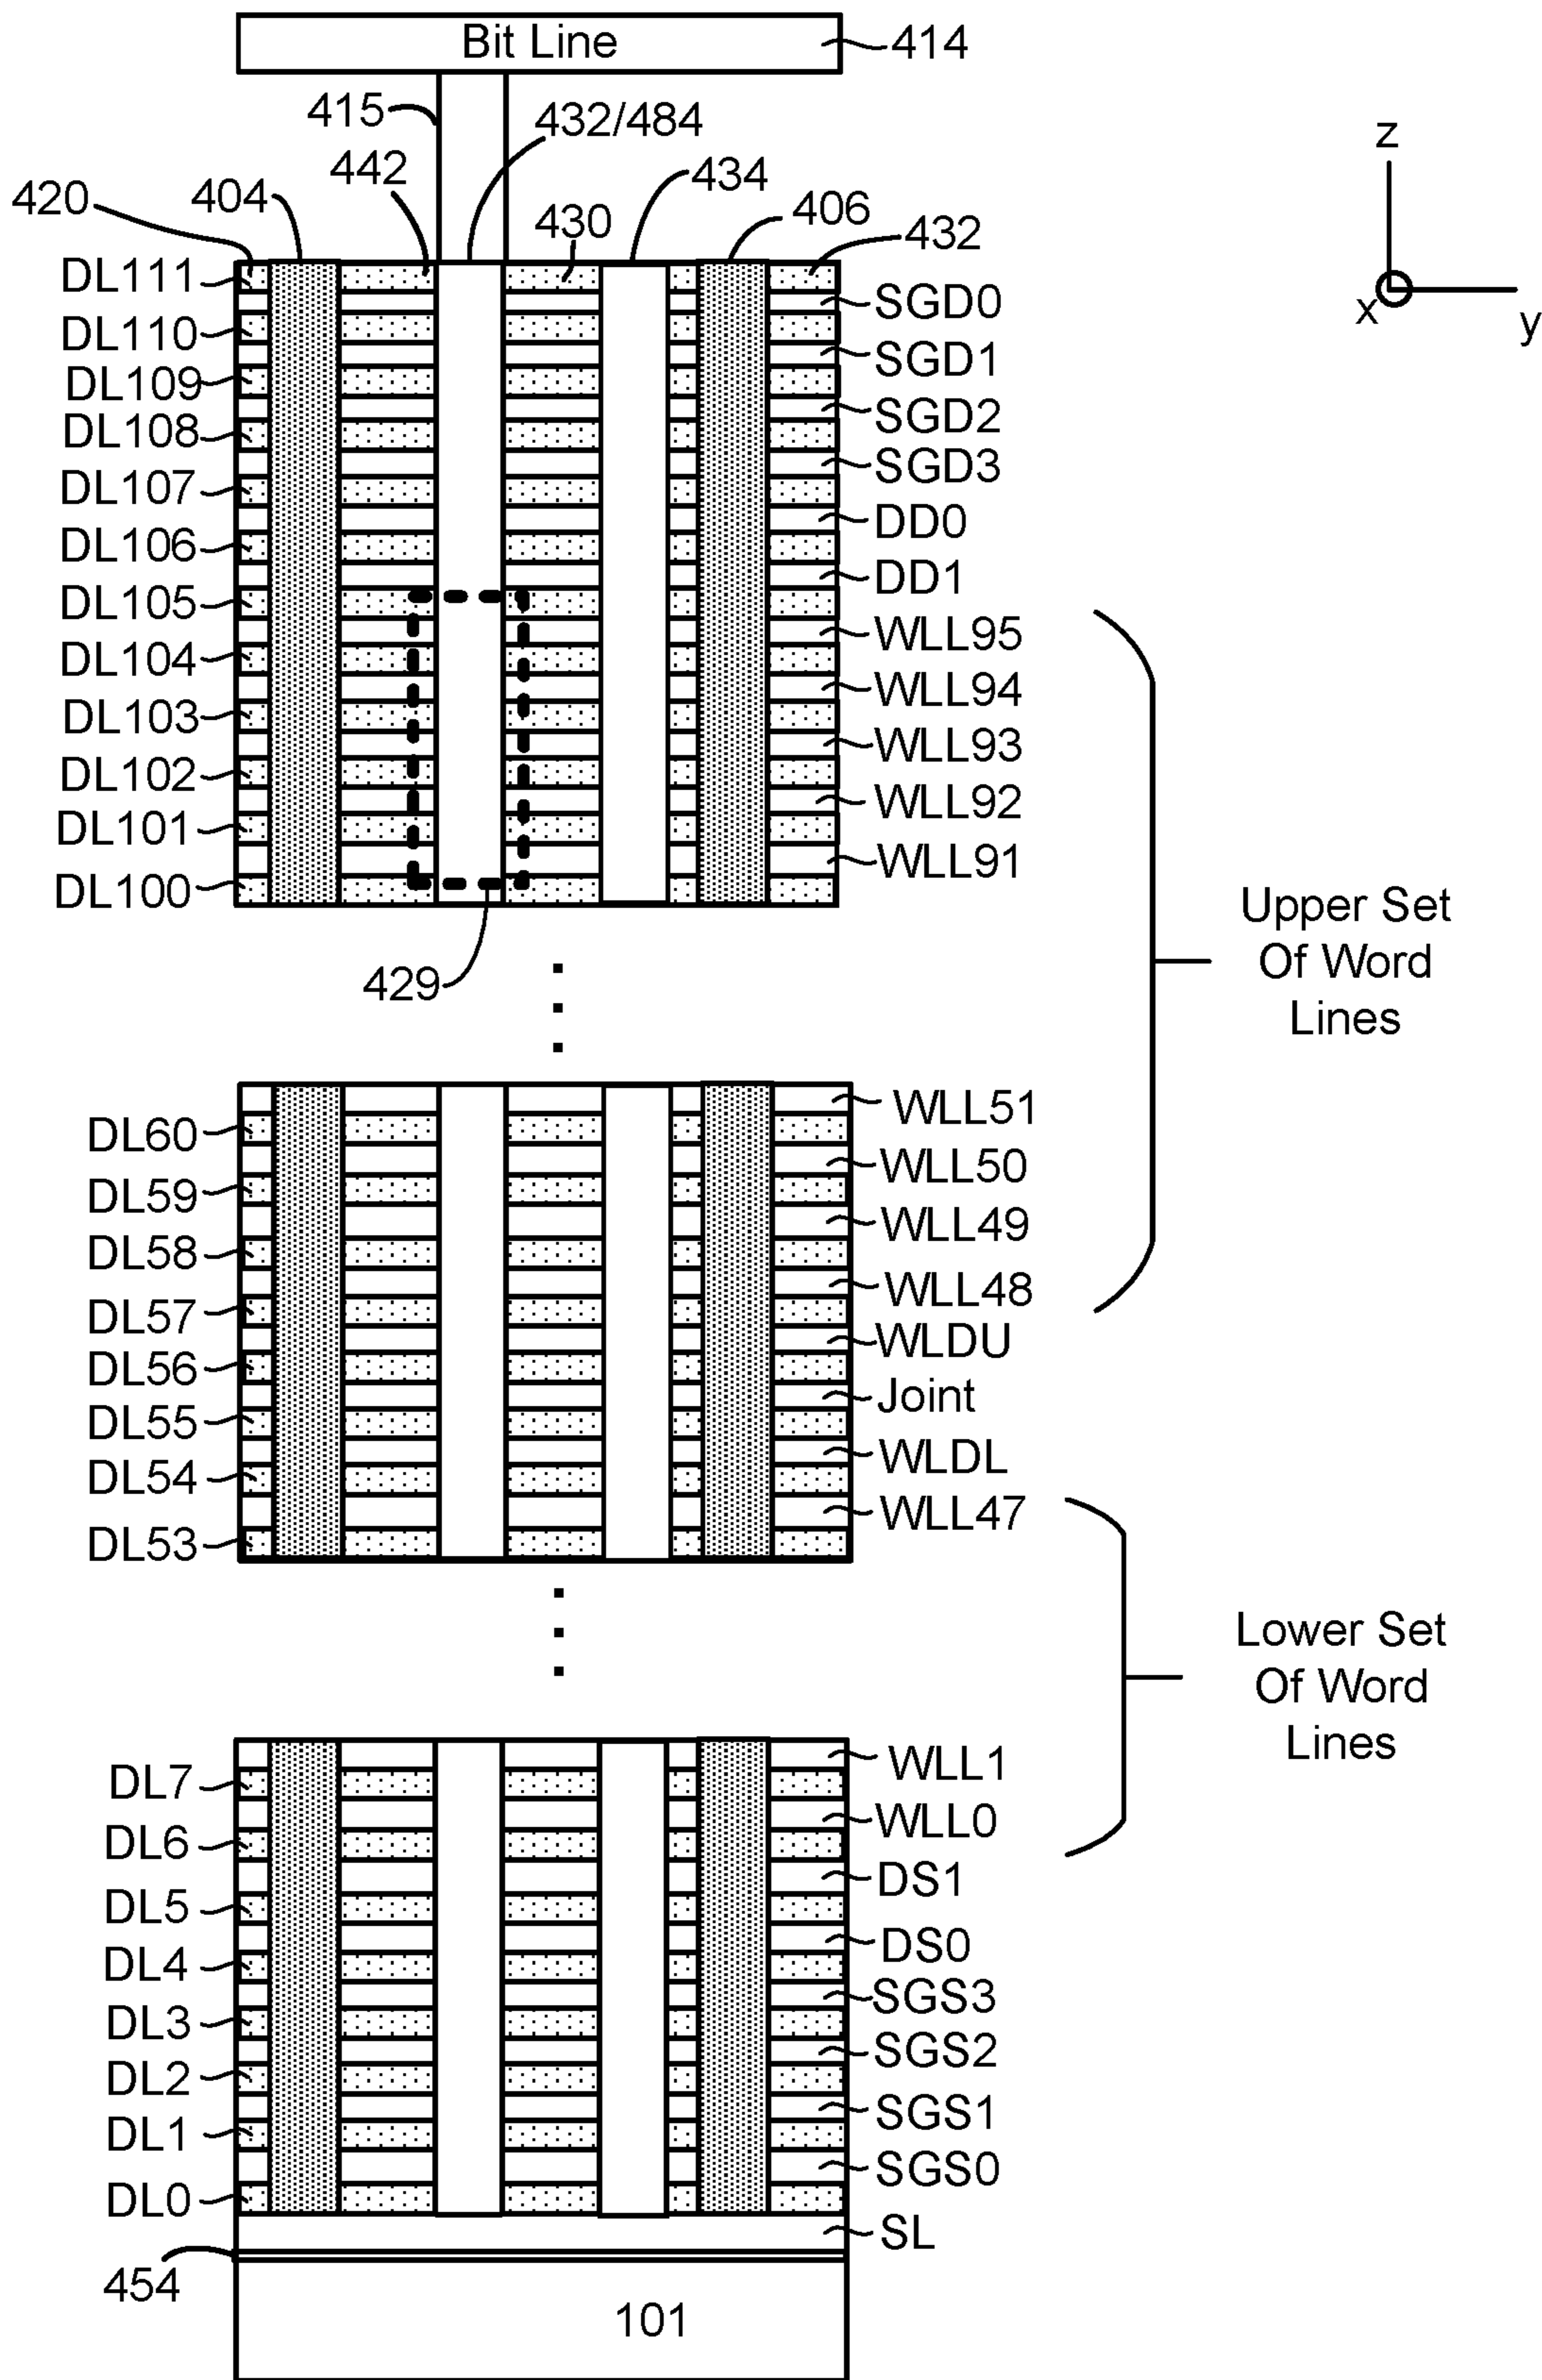 Bit Line
414
415
432/484
442
434
420
404
430
406
432
z
x
y
DL111
SGD0
DL110
SGD1
DL109
SGD2
DL108
SGD3
DL107
DD0
DL106
DD1
DL105
WLL95
DL104
WLL94
DL103
WLL93
DL102
WLL92
DL101
WLL91
DL100
429
Upper Set
Of Word
Lines
WLL51
DL60
WLL50
DL59
WLL49
DL58
WLL48
DL57
WLDU
DL56
Joint
DL55
WLDL
DL54
WLL47
DL53
Lower Set
Of Word
Lines
WLL1
DL7
WLL0
DL6
DS1
DL5
DS0
DL4
SGS3
DL3
SGS2
DL2
SGS1
DL1
SGS0
DL0
SL
454
101